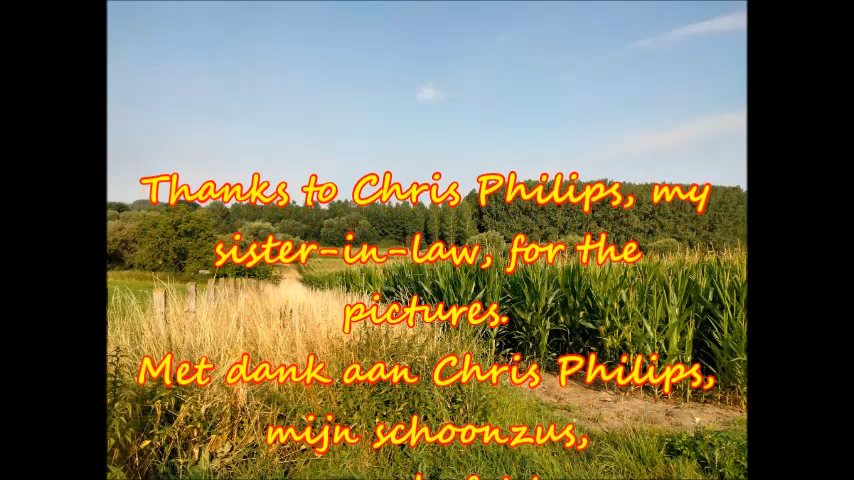 Thanks to Chris Philips, my
sister-in-law, for the
pictures.
Met dank aan Chris Philips,
mijn schoonzus,